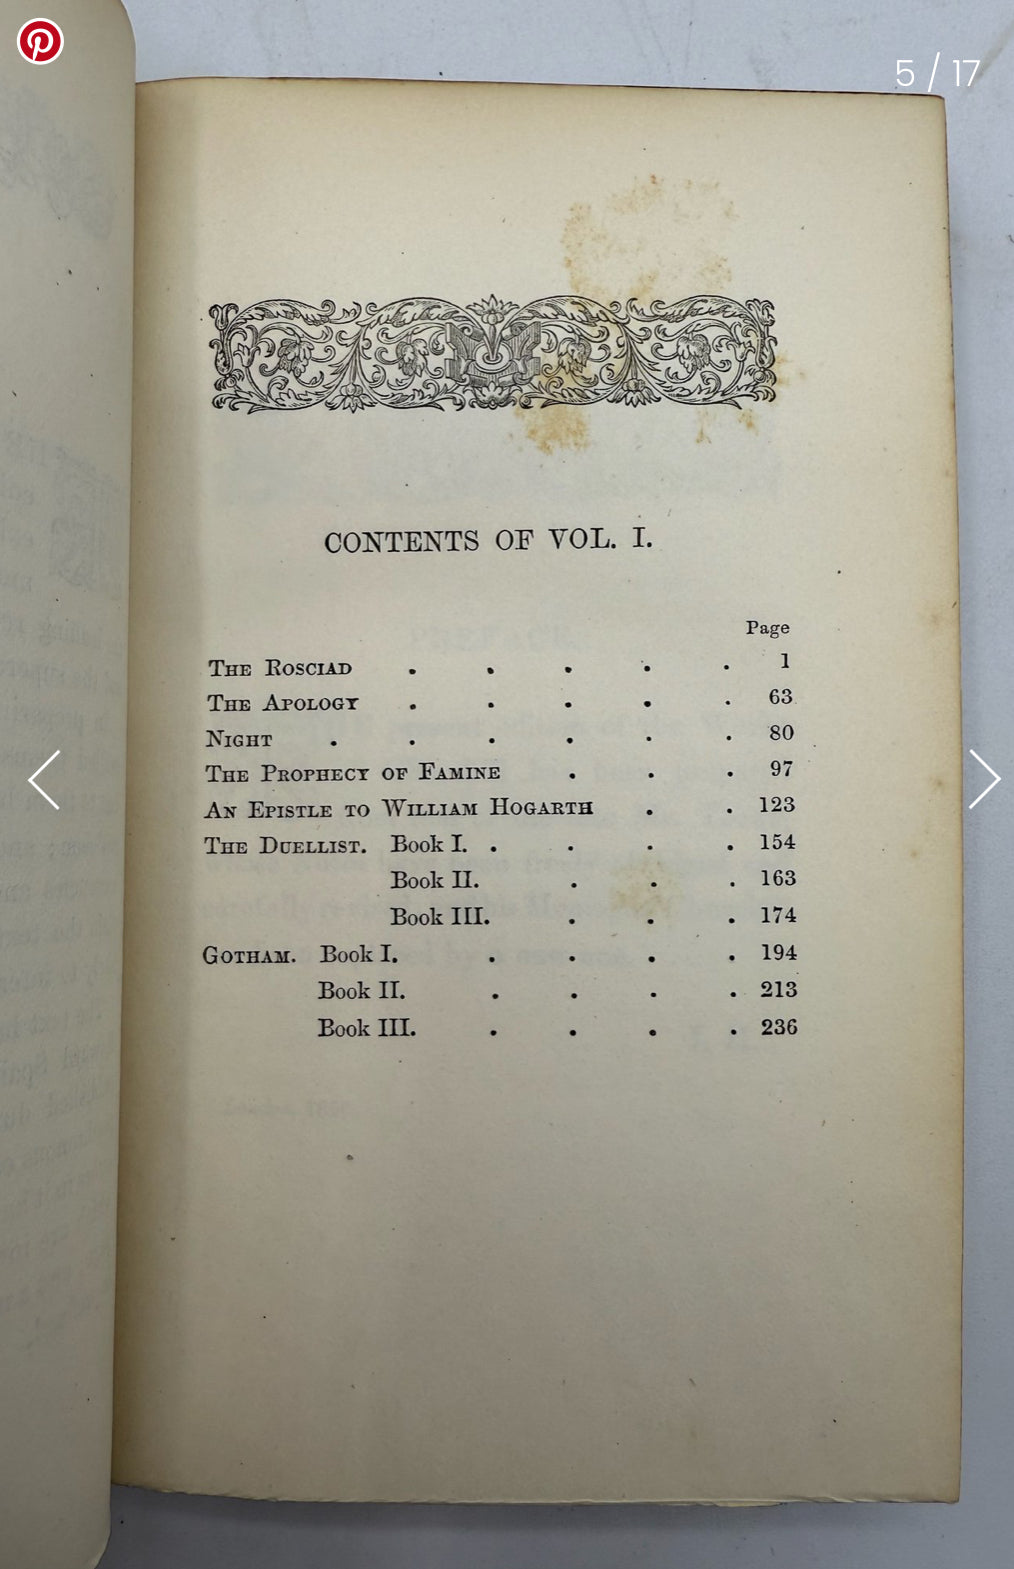 5 / 17
CONTENTS OF VOL. I.
Page
THE ROSCIAD . . . . . 1
THE APOLOGY . . . . . 63
NIGHT . . . . . . 80
THE PROPHECY OF FAMINE . . . 97
AN EPISTLE TO WILLIAM HOGARTH . . 123
THE DUELLIST. Book I. . . . . 154
Book II. . . . 163
Book III. . . . 174
GOTHAM. Book I. . . . . 194
Book II. . . . . 213
Book III. . . . . 236